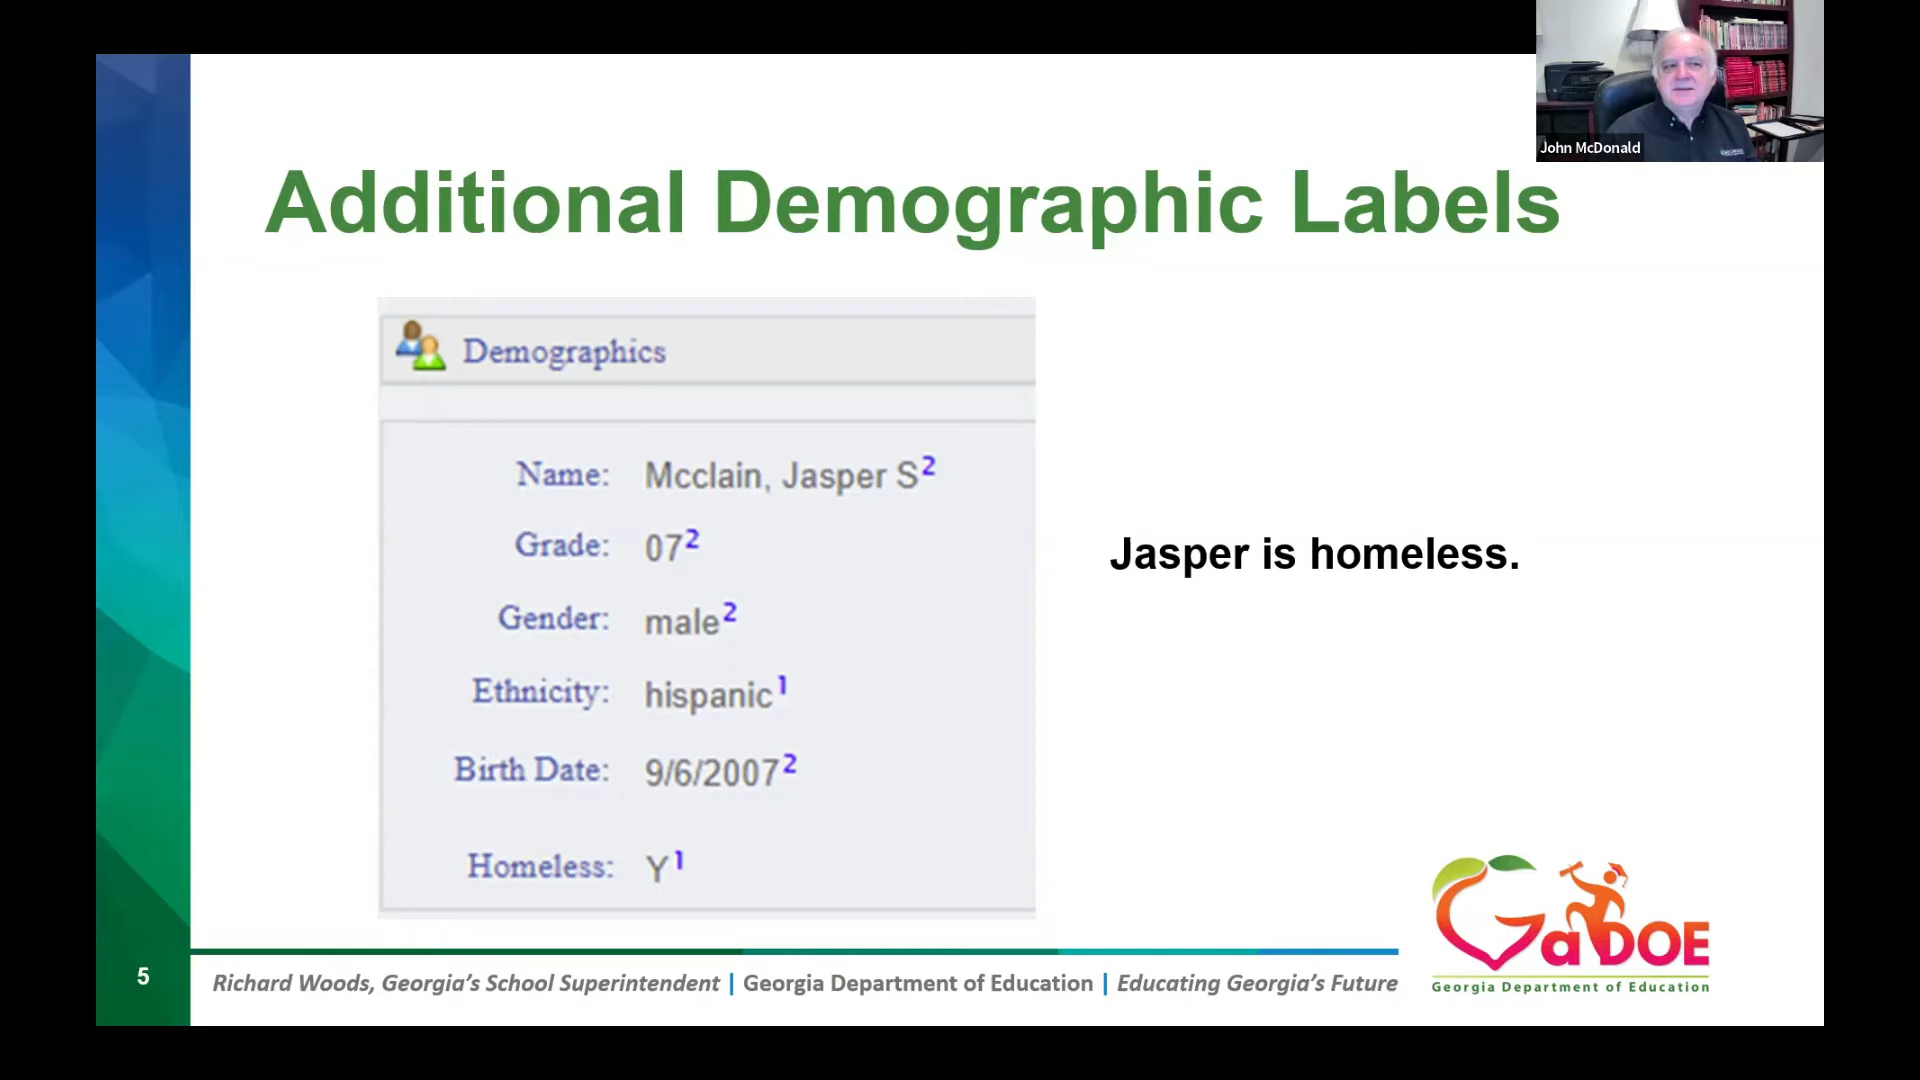 John McDonald
Additional Demographic Labels
Demographics
Name: Mcclain, Jasper S2
Grade: 072
Gender: male2
Ethnicity: hispanic1
Birth Date: 9/6/20072
Homeless: Y1
Jasper is homeless.
5
Richard Woods, Georgia’s School Superintendent | Georgia Department of Education | Educating Georgia’s Future
GaDOE
Georgia Department of Education